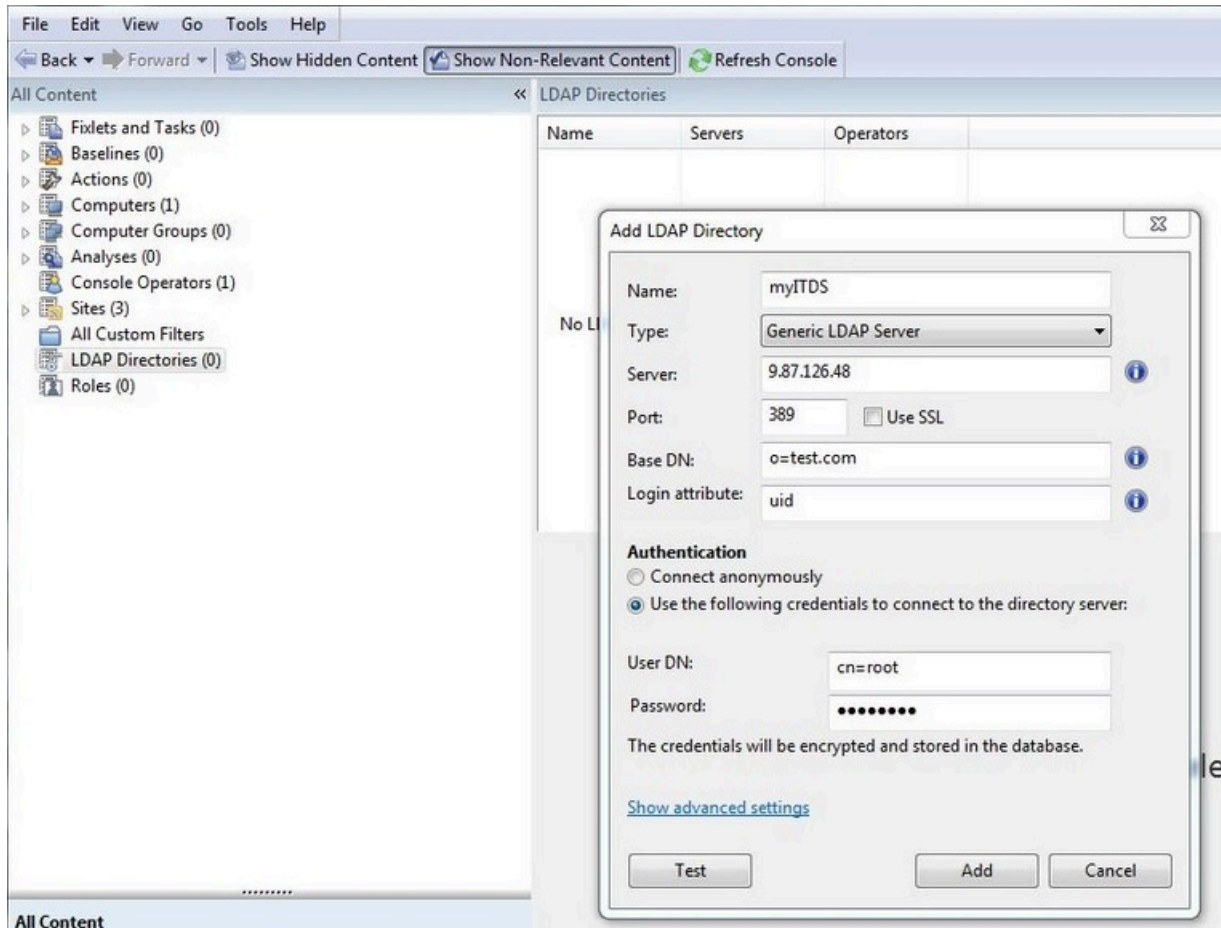 File Edit View Go Tools Help
Back Forward Show Hidden Content Show Non-Relevant Content Refresh Console
All Content «
Fixlets and Tasks (0)
Baselines (0)
Actions (0)
Computers (1)
Computer Groups (0)
Analyses (0)
Console Operators (1)
Sites (3)
All Custom Filters
LDAP Directories (0)
Roles (0)
All Content
LDAP Directories
Name Servers Operators
No
Add LDAP Directory
Name: myITDS
Type: Generic LDAP Server
Server: 9.87.126.48
Port: 389 Use SSL
Base DN: o=test.com
Login attribute: uid
Authentication
Connect anonymously
Use the following credentials to connect to the directory server:
User DN: cn=root
Password: ●●●●●●●●
The credentials will be encrypted and stored in the database.
Show advanced settings
Test Add Cancel